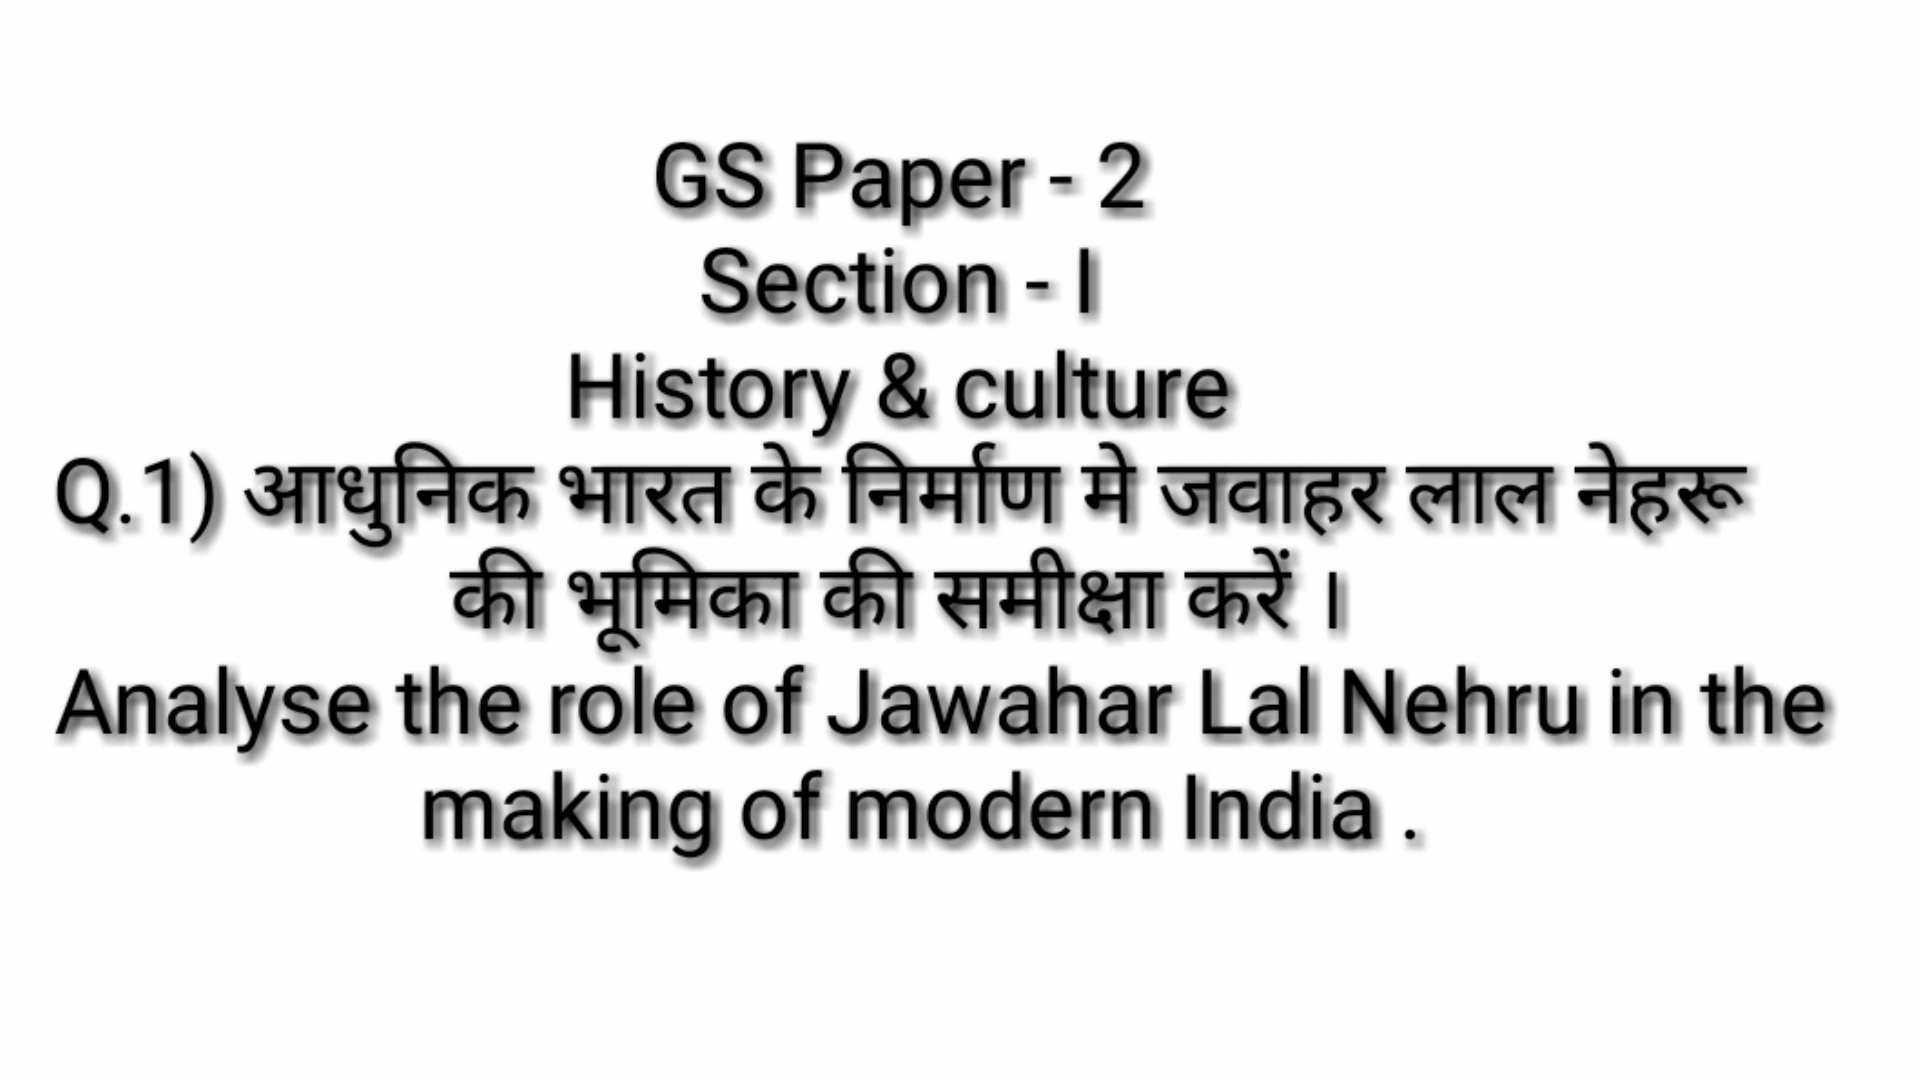 GS Paper - 2
Section - I
History & culture
Q.1) आधुनिक भारत के निर्माण मे जवाहर लाल नेहरू
की भूमिका की समीक्षा करें ।
Analyse the role of Jawahar Lal Nehru in the
making of modern India .